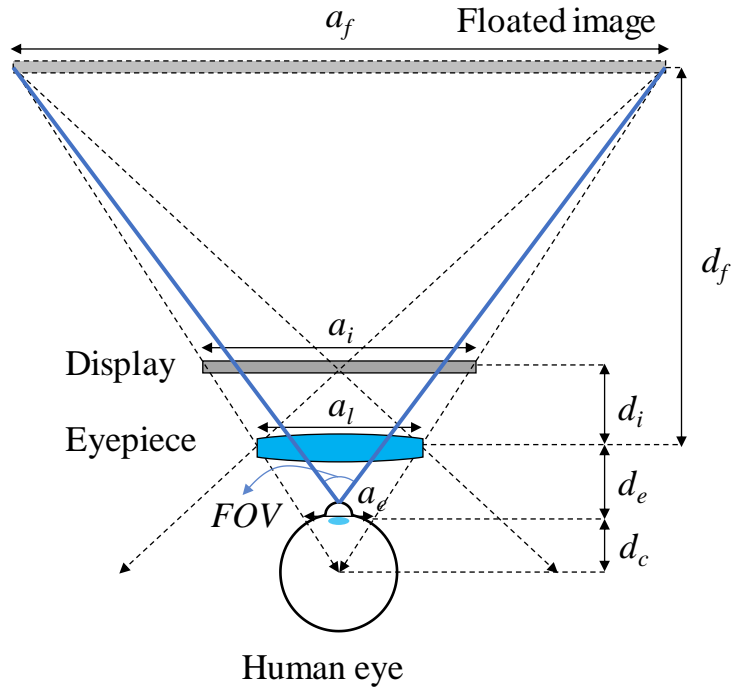 a_f
Floated image
d_f
a_i
Display
d_i
a_l
Eyepiece
d_e
a_e
FOV
d_c
Human eye